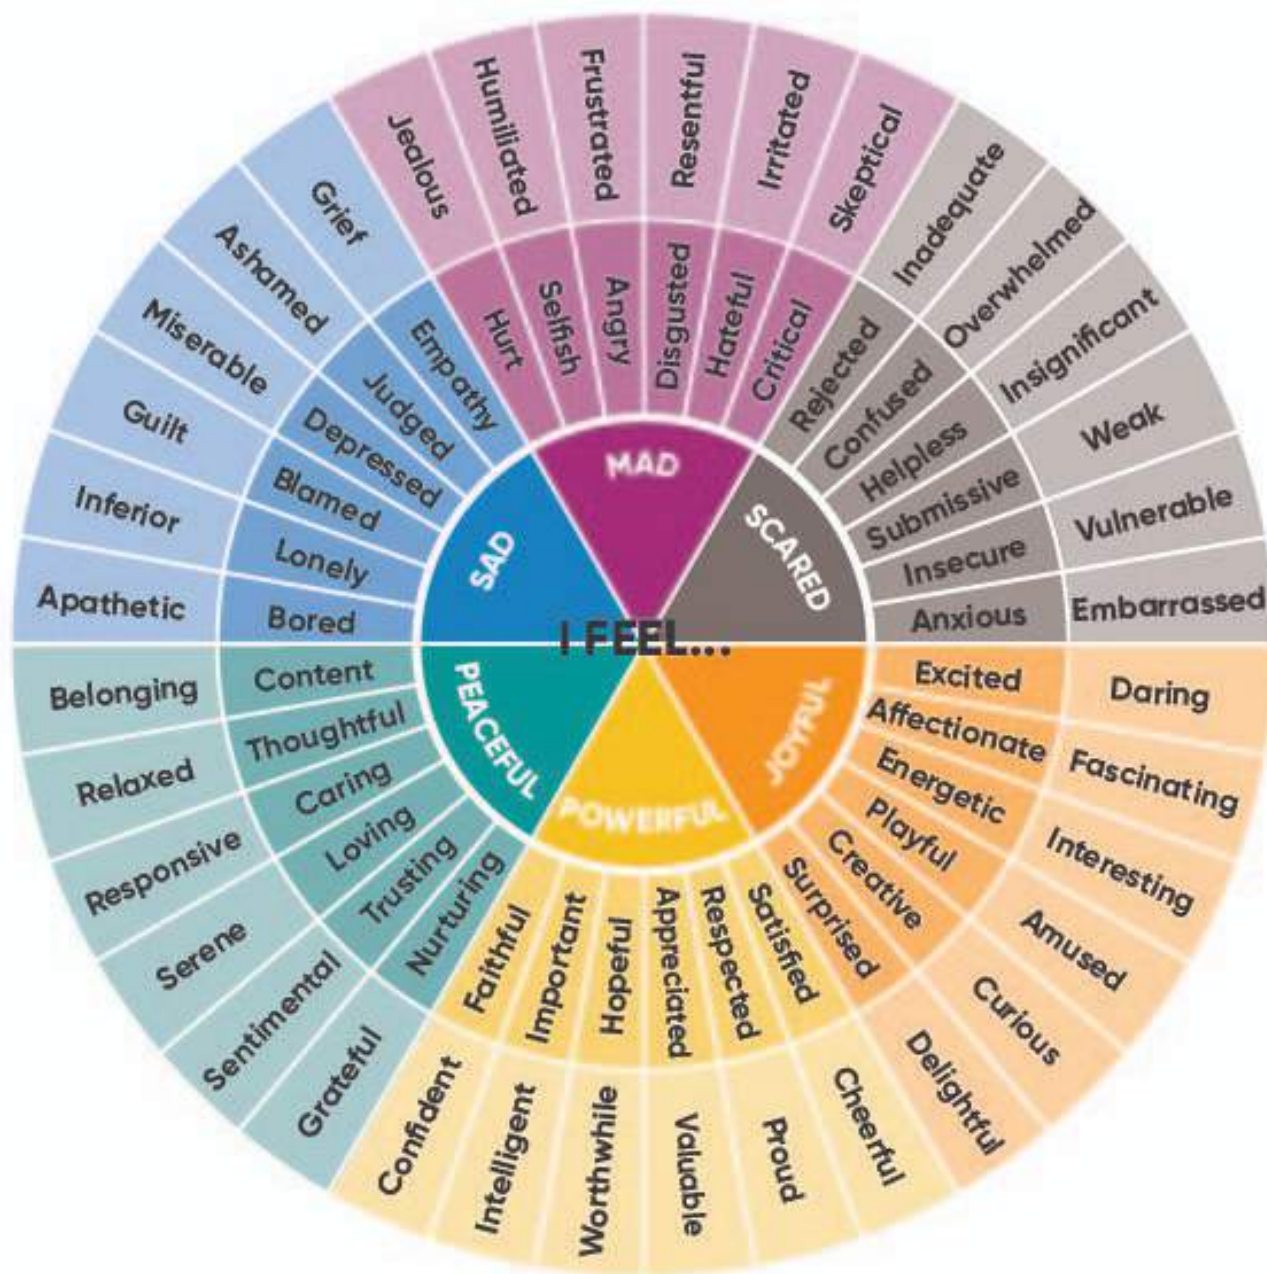 I FEEL...
MAD
Hurt
Selfish
Angry
Disgusted
Hateful
Critical
Jealous
Humiliated
Frustrated
Resentful
Irritated
Skeptical
SCARED
Rejected
Confused
Helpless
Submissive
Insecure
Anxious
Inadequate
Overwhelmed
Insignificant
Weak
Vulnerable
Embarrassed
JOYFUL
Excited
Affectionate
Energetic
Playful
Creative
Surprised
Daring
Fascinating
Interesting
Amused
Curious
Delightful
POWERFUL
Satisfied
Respected
Appreciated
Hopeful
Important
Faithful
Cheerful
Proud
Valuable
Worthwhile
Intelligent
Confident
PEACEFUL
Nurturing
Trusting
Loving
Caring
Thoughtful
Content
Grateful
Sentimental
Serene
Responsive
Relaxed
Belonging
SAD
Bored
Lonely
Blamed
Depressed
Judged
Empathy
Apathetic
Inferior
Guilt
Miserable
Ashamed
Grief